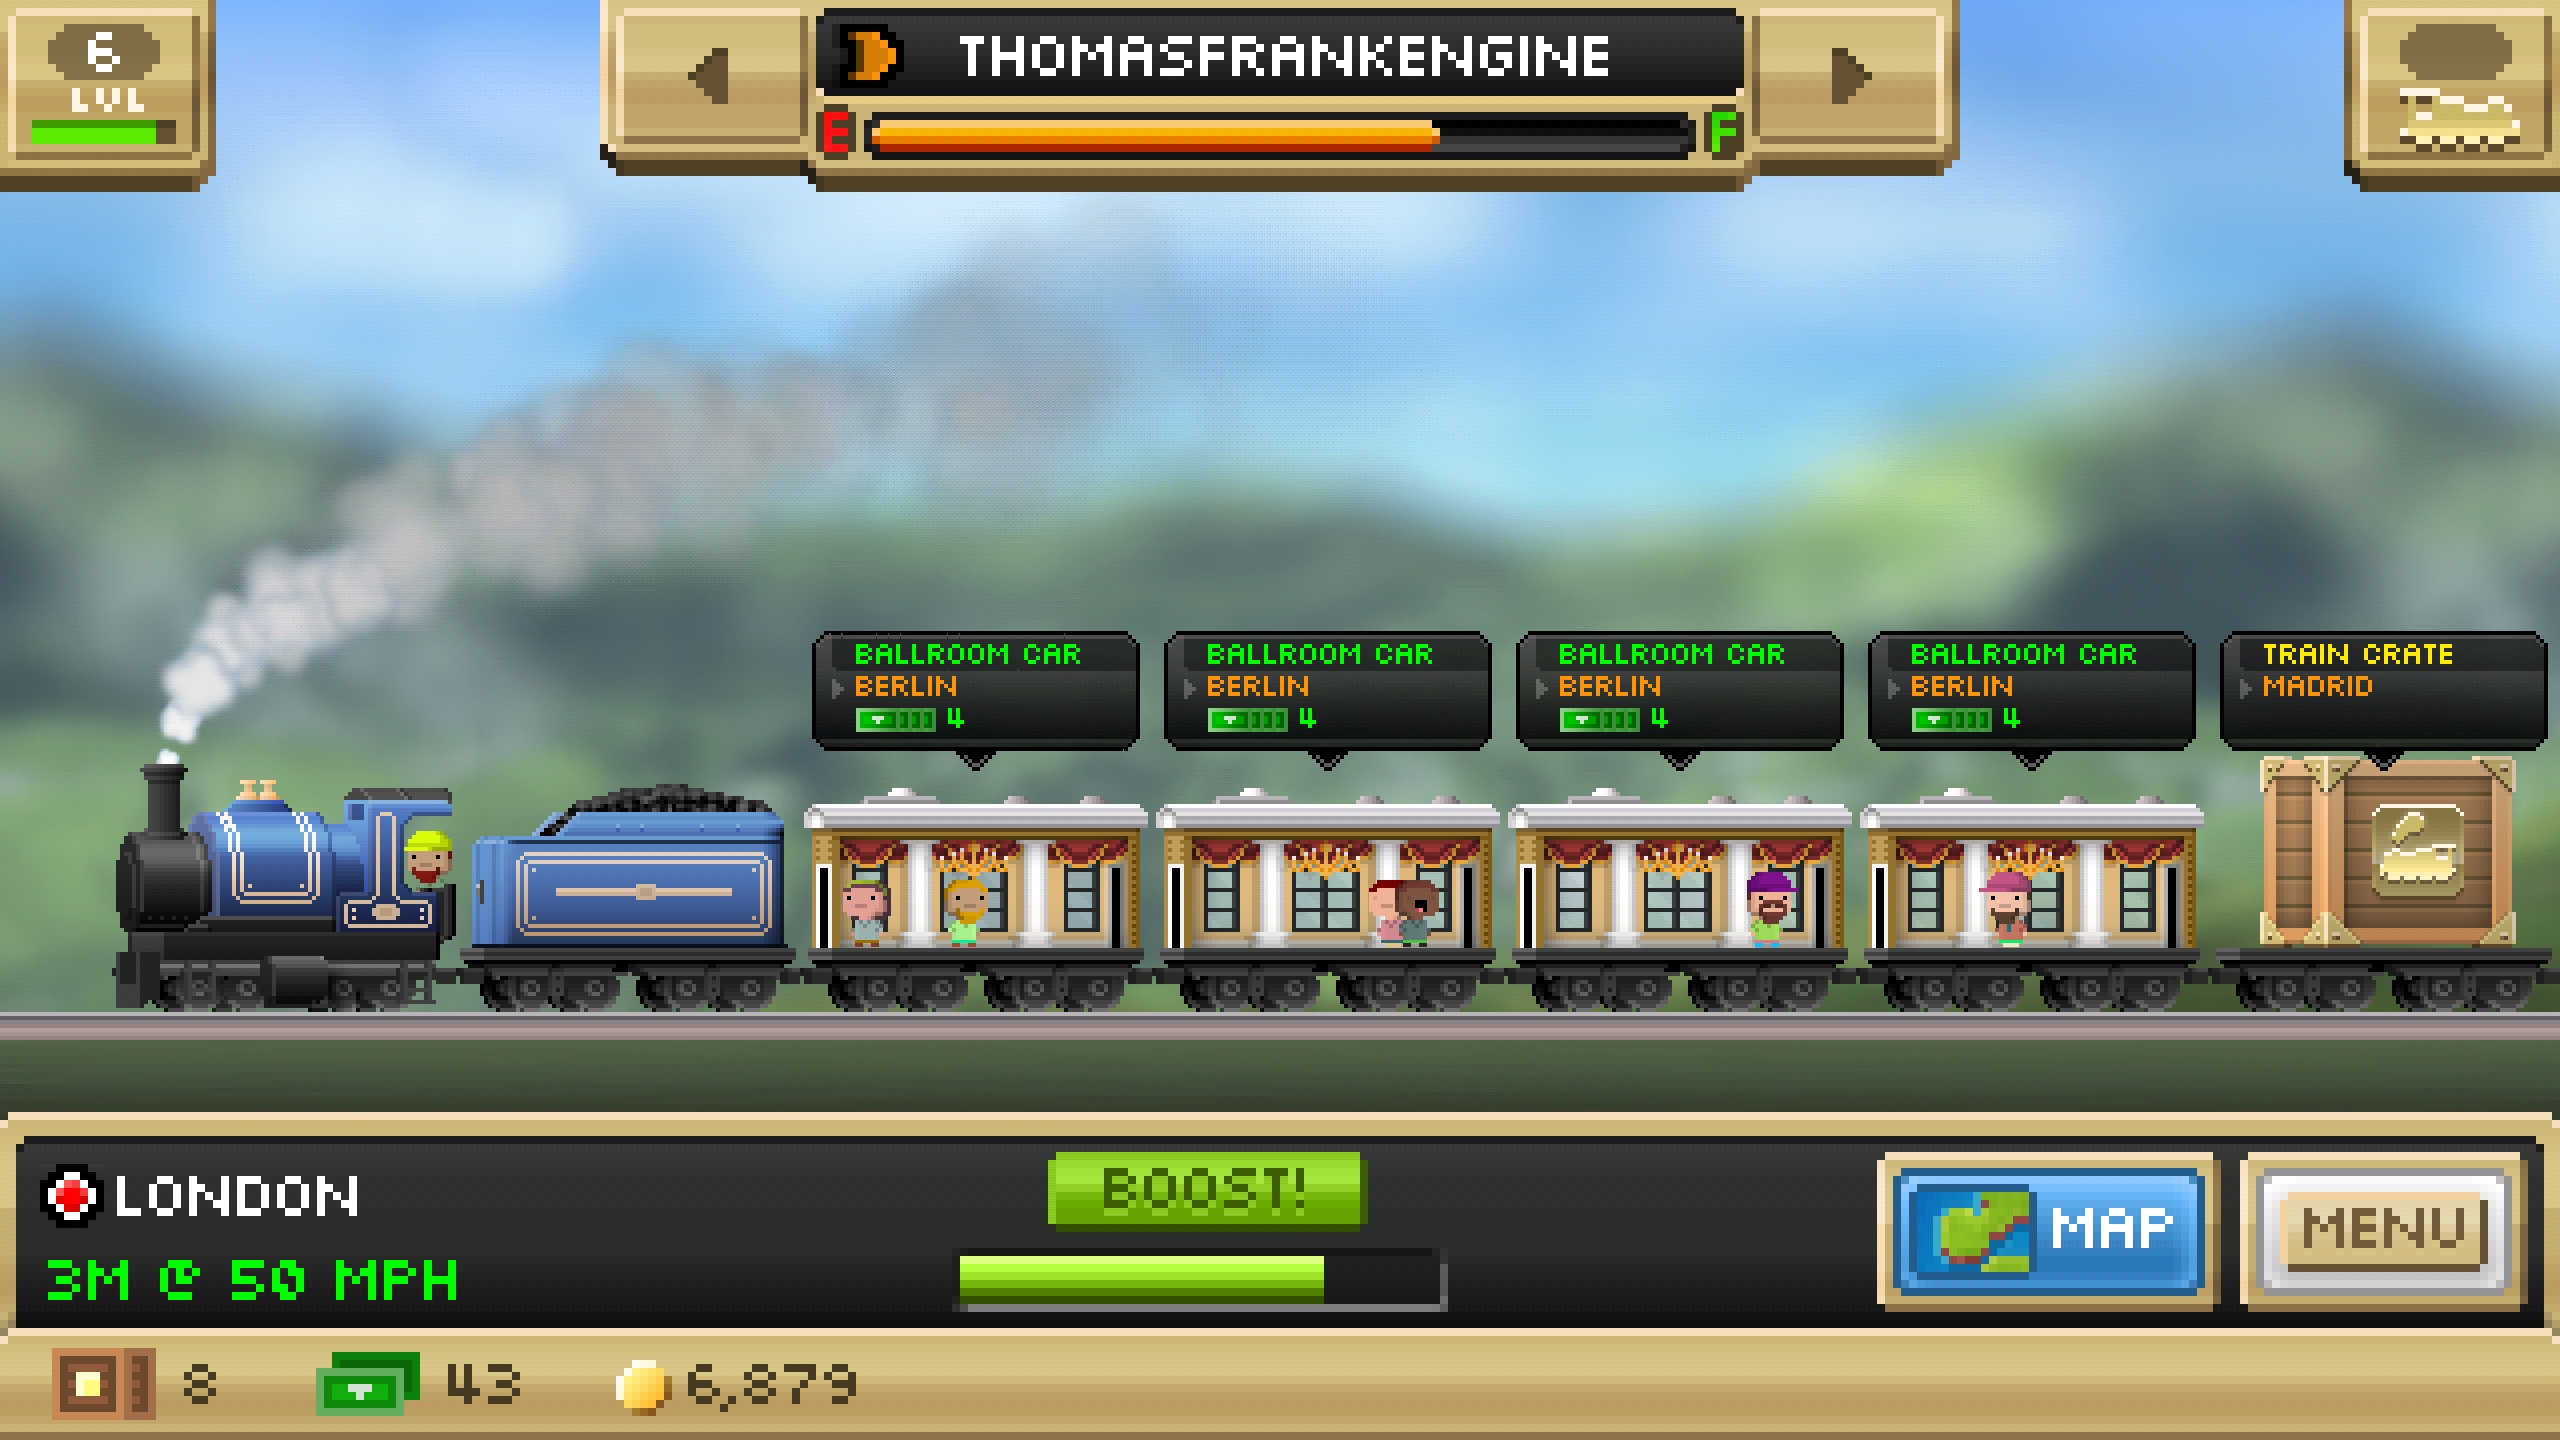 6
LVL
THOMASFRANKENGINE
E F
BALLROOM CAR
BERLIN
4
BALLROOM CAR
BERLIN
4
BALLROOM CAR
BERLIN
4
BALLROOM CAR
BERLIN
4
TRAIN CRATE
MADRID
LONDON
3M @ 50 MPH
BOOST!
MAP
MENU
8 43 6,879